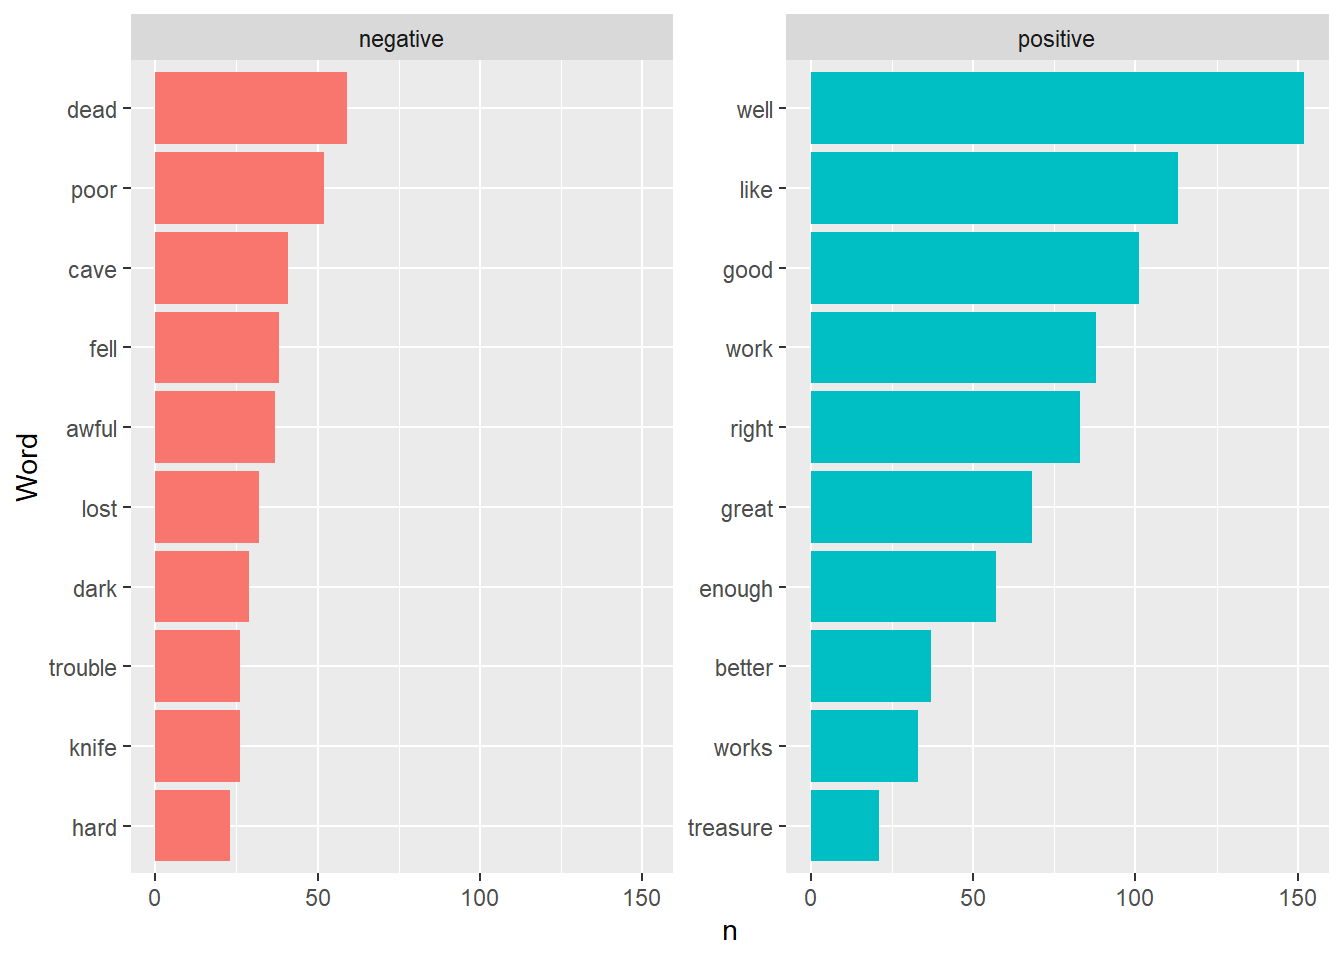 negative
positive
Word
dead
poor
cave
fell
awful
lost
dark
trouble
knife
hard
0 50 100 150
well
like
good
work
right
great
enough
better
works
treasure
0 50 100 150
n